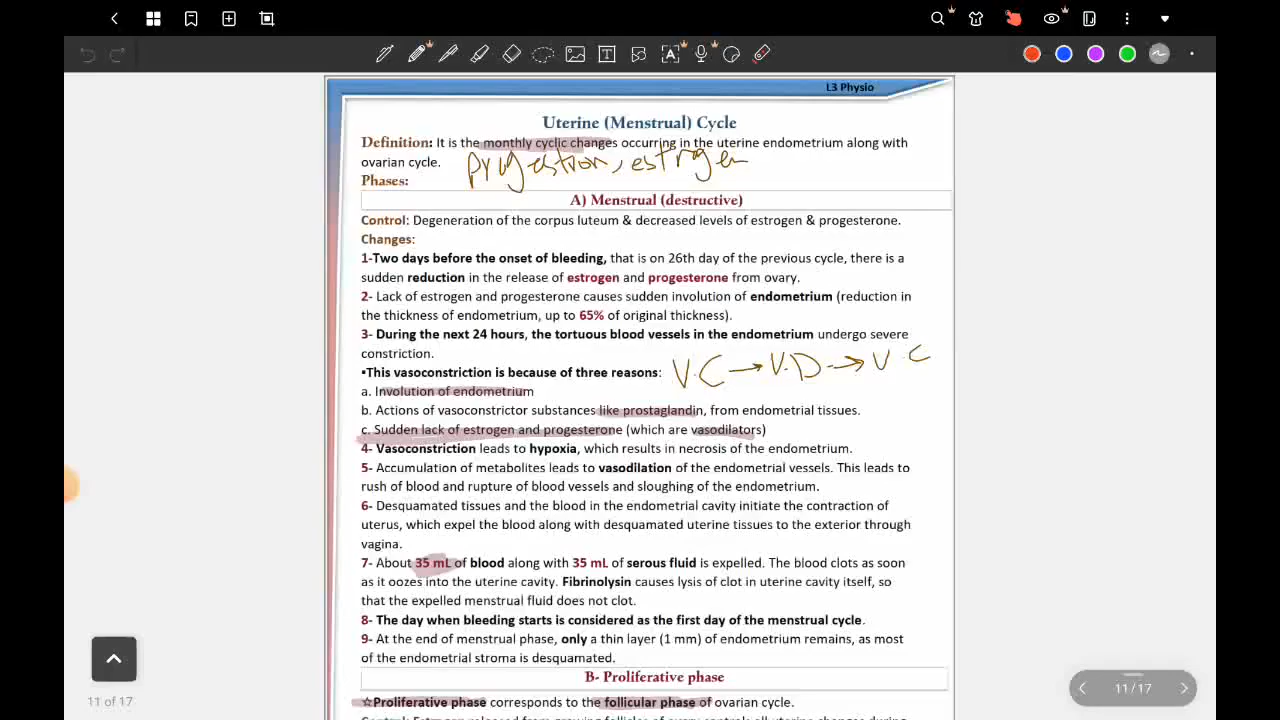 L3 Physio
Uterine (Menstrual) Cycle
Definition: It is the monthly cyclic changes occurring in the uterine endometrium along with
ovarian cycle.
progestron, estrogen
Phases:
A) Menstrual (destructive)
Control: Degeneration of the corpus luteum & decreased levels of estrogen & progesterone.
Changes:
1-Two days before the onset of bleeding, that is on 26th day of the previous cycle, there is a
sudden reduction in the release of estrogen and progesterone from ovary.
2- Lack of estrogen and progesterone causes sudden involution of endometrium (reduction in
the thickness of endometrium, up to 65% of original thickness).
3- During the next 24 hours, the tortuous blood vessels in the endometrium undergo severe
constriction.
▪This vasoconstriction is because of three reasons:
V.C → V.D → V.C
a. Involution of endometrium
b. Actions of vasoconstrictor substances like prostaglandin, from endometrial tissues.
c. Sudden lack of estrogen and progesterone (which are vasodilators)
4- Vasoconstriction leads to hypoxia, which results in necrosis of the endometrium.
5- Accumulation of metabolites leads to vasodilation of the endometrial vessels. This leads to
rush of blood and rupture of blood vessels and sloughing of the endometrium.
6- Desquamated tissues and the blood in the endometrial cavity initiate the contraction of
uterus, which expel the blood along with desquamated uterine tissues to the exterior through
vagina.
7- About 35 mL of blood along with 35 mL of serous fluid is expelled. The blood clots as soon
as it oozes into the uterine cavity. Fibrinolysin causes lysis of clot in uterine cavity itself, so
that the expelled menstrual fluid does not clot.
8- The day when bleeding starts is considered as the first day of the menstrual cycle.
9- At the end of menstrual phase, only a thin layer (1 mm) of endometrium remains, as most
of the endometrial stroma is desquamated.
B- Proliferative phase
☆Proliferative phase corresponds to the follicular phase of ovarian cycle.
11 of 17
11/17